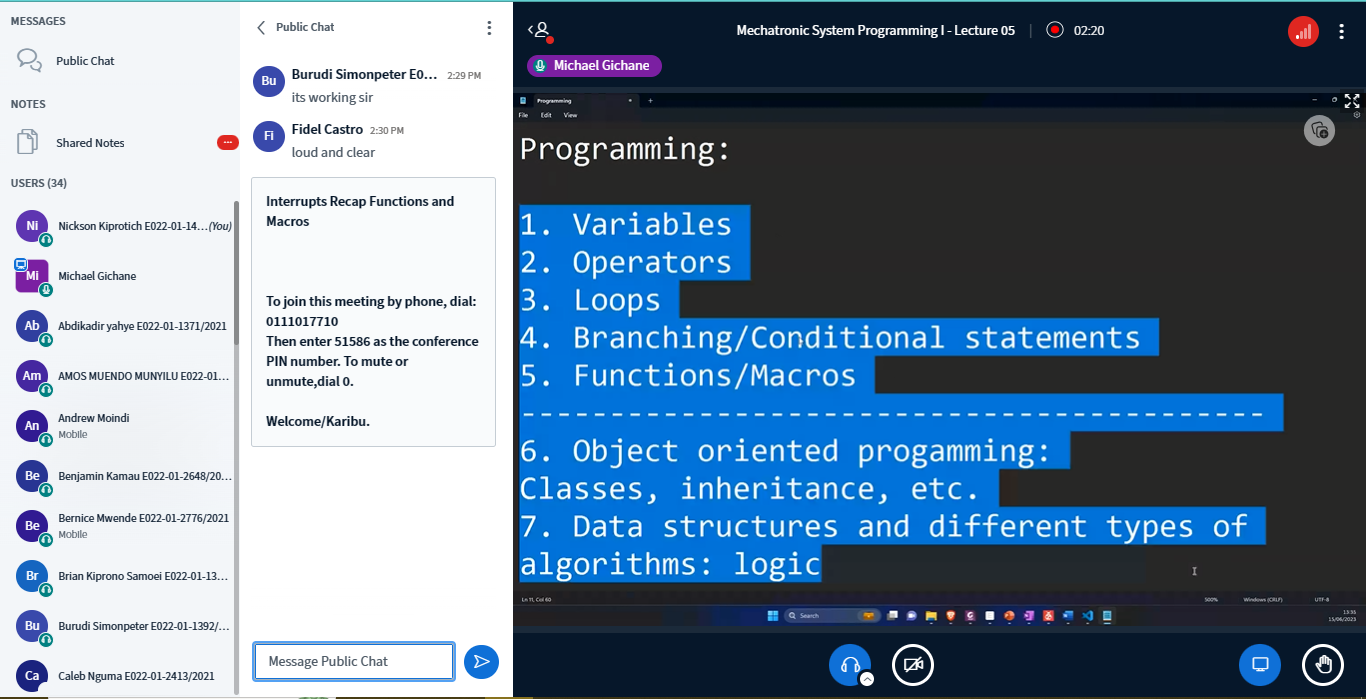 MESSAGES
Public Chat
NOTES
Shared Notes
USERS (34)
Ni
Nickson Kiprotich E022-01-14... (You)
Mi
Michael Gichane
Ab
Abdikadir yahye E022-01-1371/2021
Am
AMOS MUENDO MUNYILU E022-01...
An
Andrew Moindi
Mobile
Be
Benjamin Kamau E022-01-2648/20...
Be
Bernice Mwende E022-01-2776/2021
Mobile
Br
Brian Kiprono Samoei E022-01-13...
Bu
Burudi Simonpeter E022-01-1392/...
Ca
Caleb Nguma E022-01-2413/2021
Public Chat
Bu
Burudi Simonpeter E0... 2:29 PM
its working sir
Fi
Fidel Castro 2:30 PM
loud and clear
Interrupts Recap Functions and
Macros
To join this meeting by phone, dial:
0111017710
Then enter 51586 as the conference
PIN number. To mute or
unmute,dial 0.
Welcome/Karibu.
Message Public Chat
Mechatronic System Programming I - Lecture 05
02:20
Michael Gichane
Programming
File Edit View
Programming:
1. Variables
2. Operators
3. Loops
4. Branching/Conditional statements
5. Functions/Macros
------------------------------------------
6. Object oriented progamming:
Classes, inheritance, etc.
7. Data structures and different types of
algorithms: logic
Ln 11, Col 60
500%
Windows (CRLF)
UTF-8
Search
15/06/2023